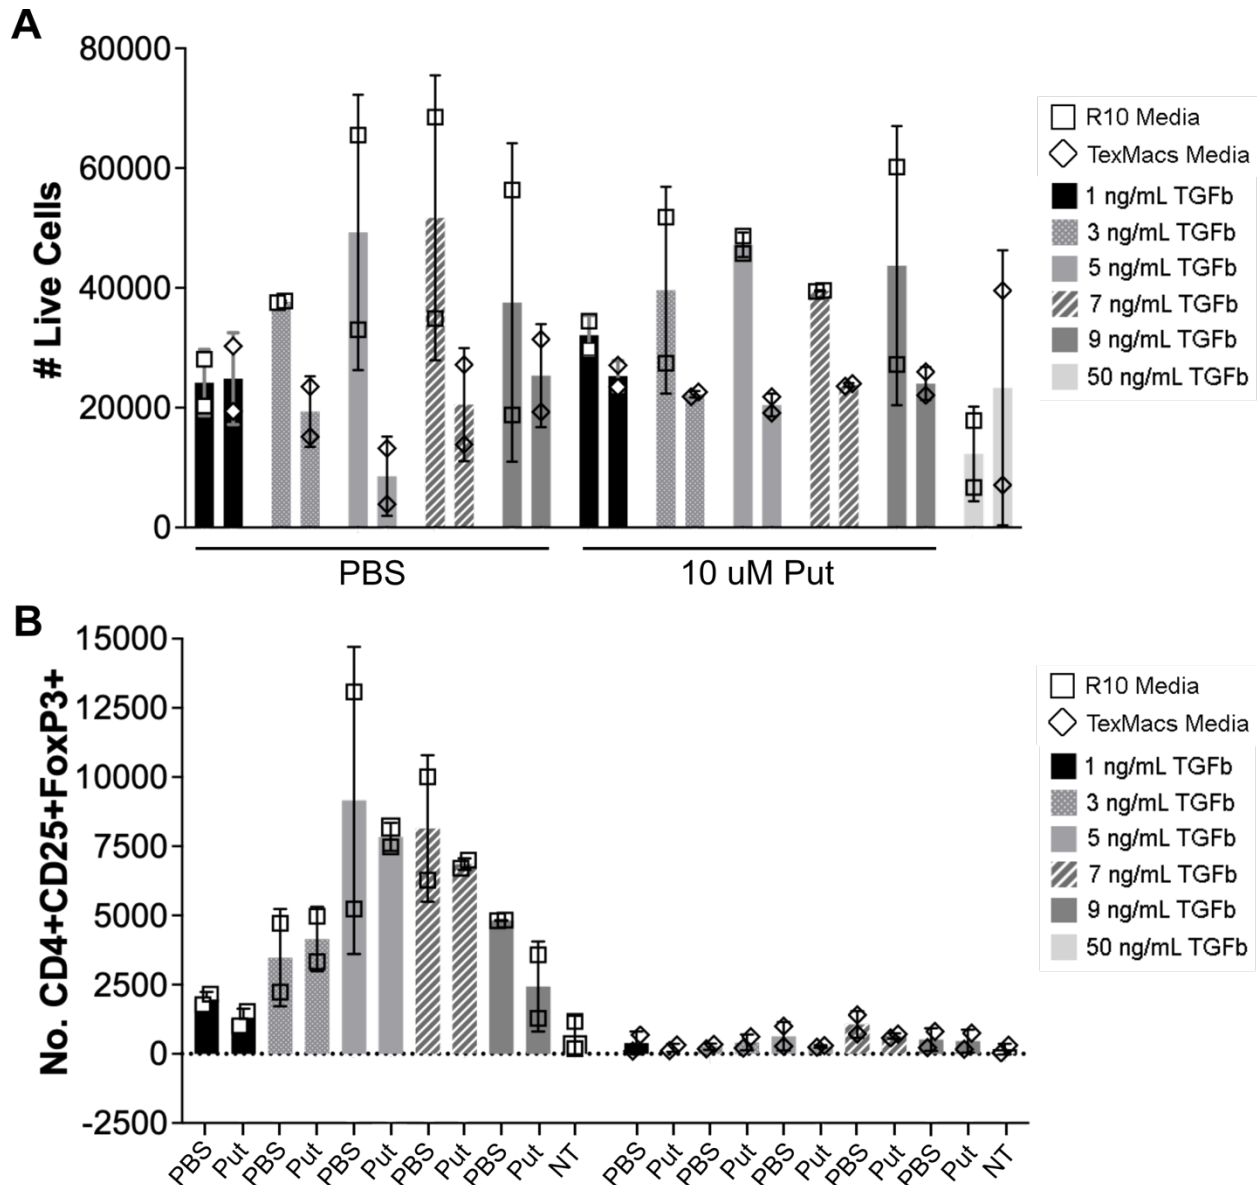 A
80000
60000
40000
20000
0
# Live Cells
PBS
10 uM Put
R10 Media
TexMacs Media
1 ng/mL TGFb
3 ng/mL TGFb
5 ng/mL TGFb
7 ng/mL TGFb
9 ng/mL TGFb
50 ng/mL TGFb
B
15000
12500
10000
7500
5000
2500
0
-2500
No. CD4+CD25+FoxP3+
PBS Put PBS Put PBS Put PBS Put PBS Put NT PBS Put PBS Put PBS Put PBS Put PBS Put NT
R10 Media
TexMacs Media
1 ng/mL TGFb
3 ng/mL TGFb
5 ng/mL TGFb
7 ng/mL TGFb
9 ng/mL TGFb
50 ng/mL TGFb